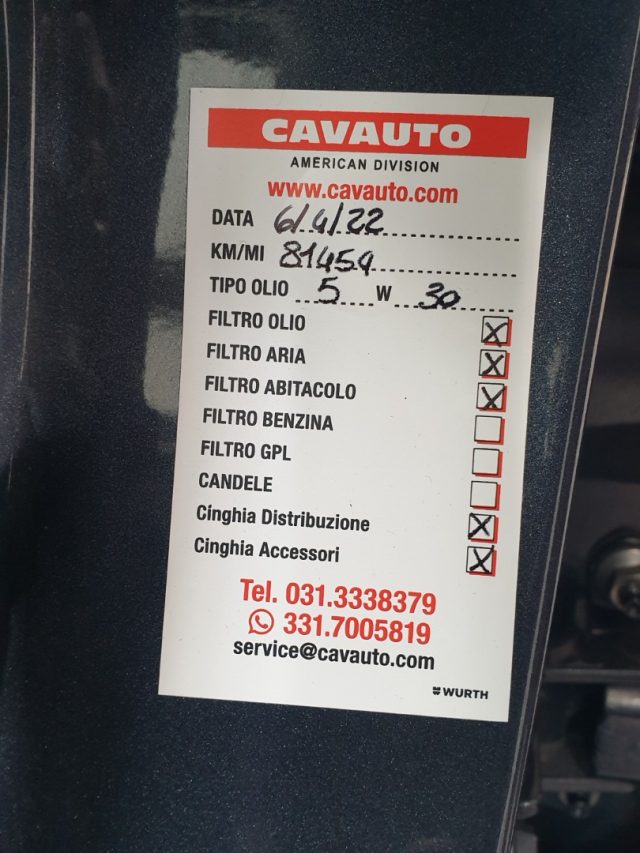 CAVAUTO
AMERICAN DIVISION
www.cavauto.com
DATA 6/4/22
KM/MI 81454
TIPO OLIO 5 W 30
FILTRO OLIO X
FILTRO ARIA X
FILTRO ABITACOLO X
FILTRO BENZINA
FILTRO GPL
CANDELE
Cinghia Distribuzione X
Cinghia Accessori X
Tel. 031.3338379
331.7005819
service@cavauto.com
WURTH